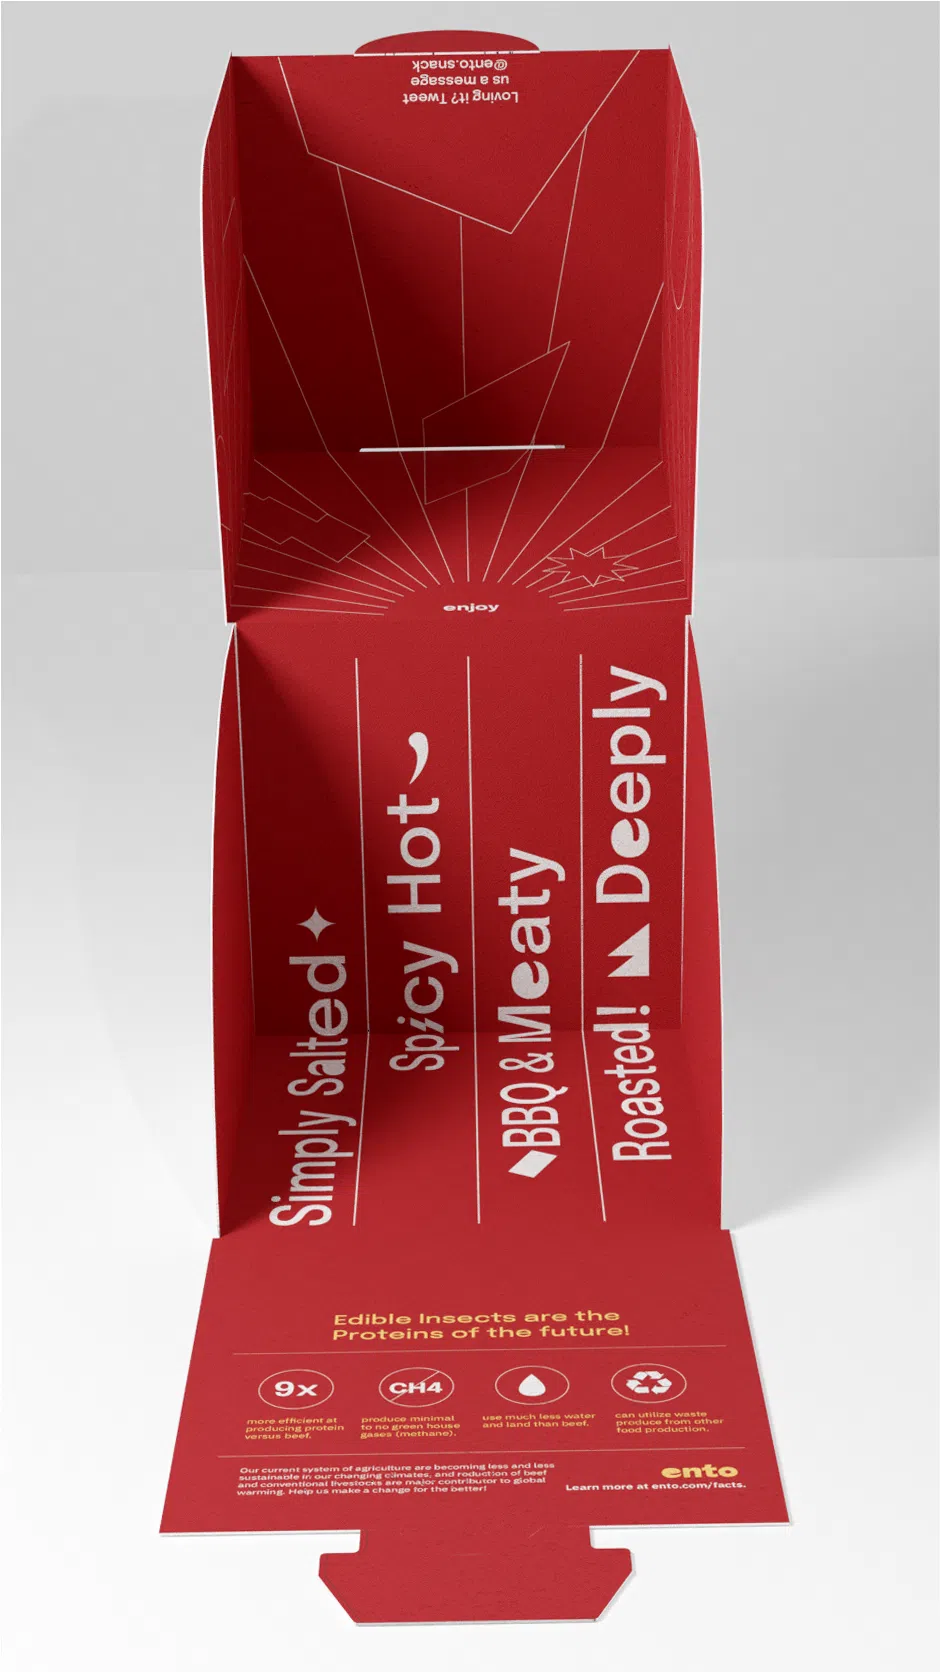 Loving it? Tweet
us a message
@ento.snack
enjoy
Simply Salted
Spicy Hot
BBQ & Meaty
Roasted! Deeply
Edible Insects are the
Proteins of the future!
9x
more efficient at
producing protein
versus beef.
CH4
produce minimal
to no green house
gases (methane).
use much less water
and land than beef.
can utilize waste
produce from other
food production.
Our current system of agriculture are becoming less and less
sustainable in our changing climates, and roduction of beef
and conventional livestocks are major contributor to global
warming. Help us make a change for the better!
ento
Learn more at ento.com/facts.